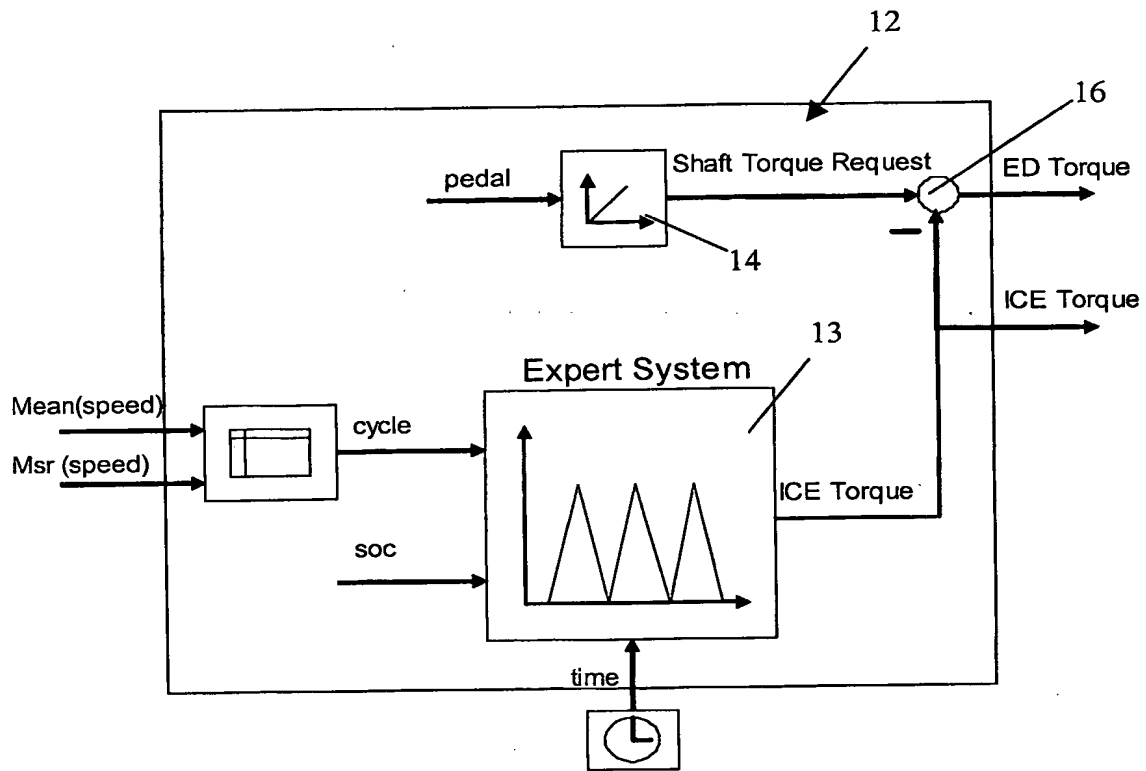 12
16
pedal
Shaft Torque Request
ED Torque
14
ICE Torque
13
Expert System
Mean(speed)
cycle
Msr (speed)
ICE Torque
soc
time